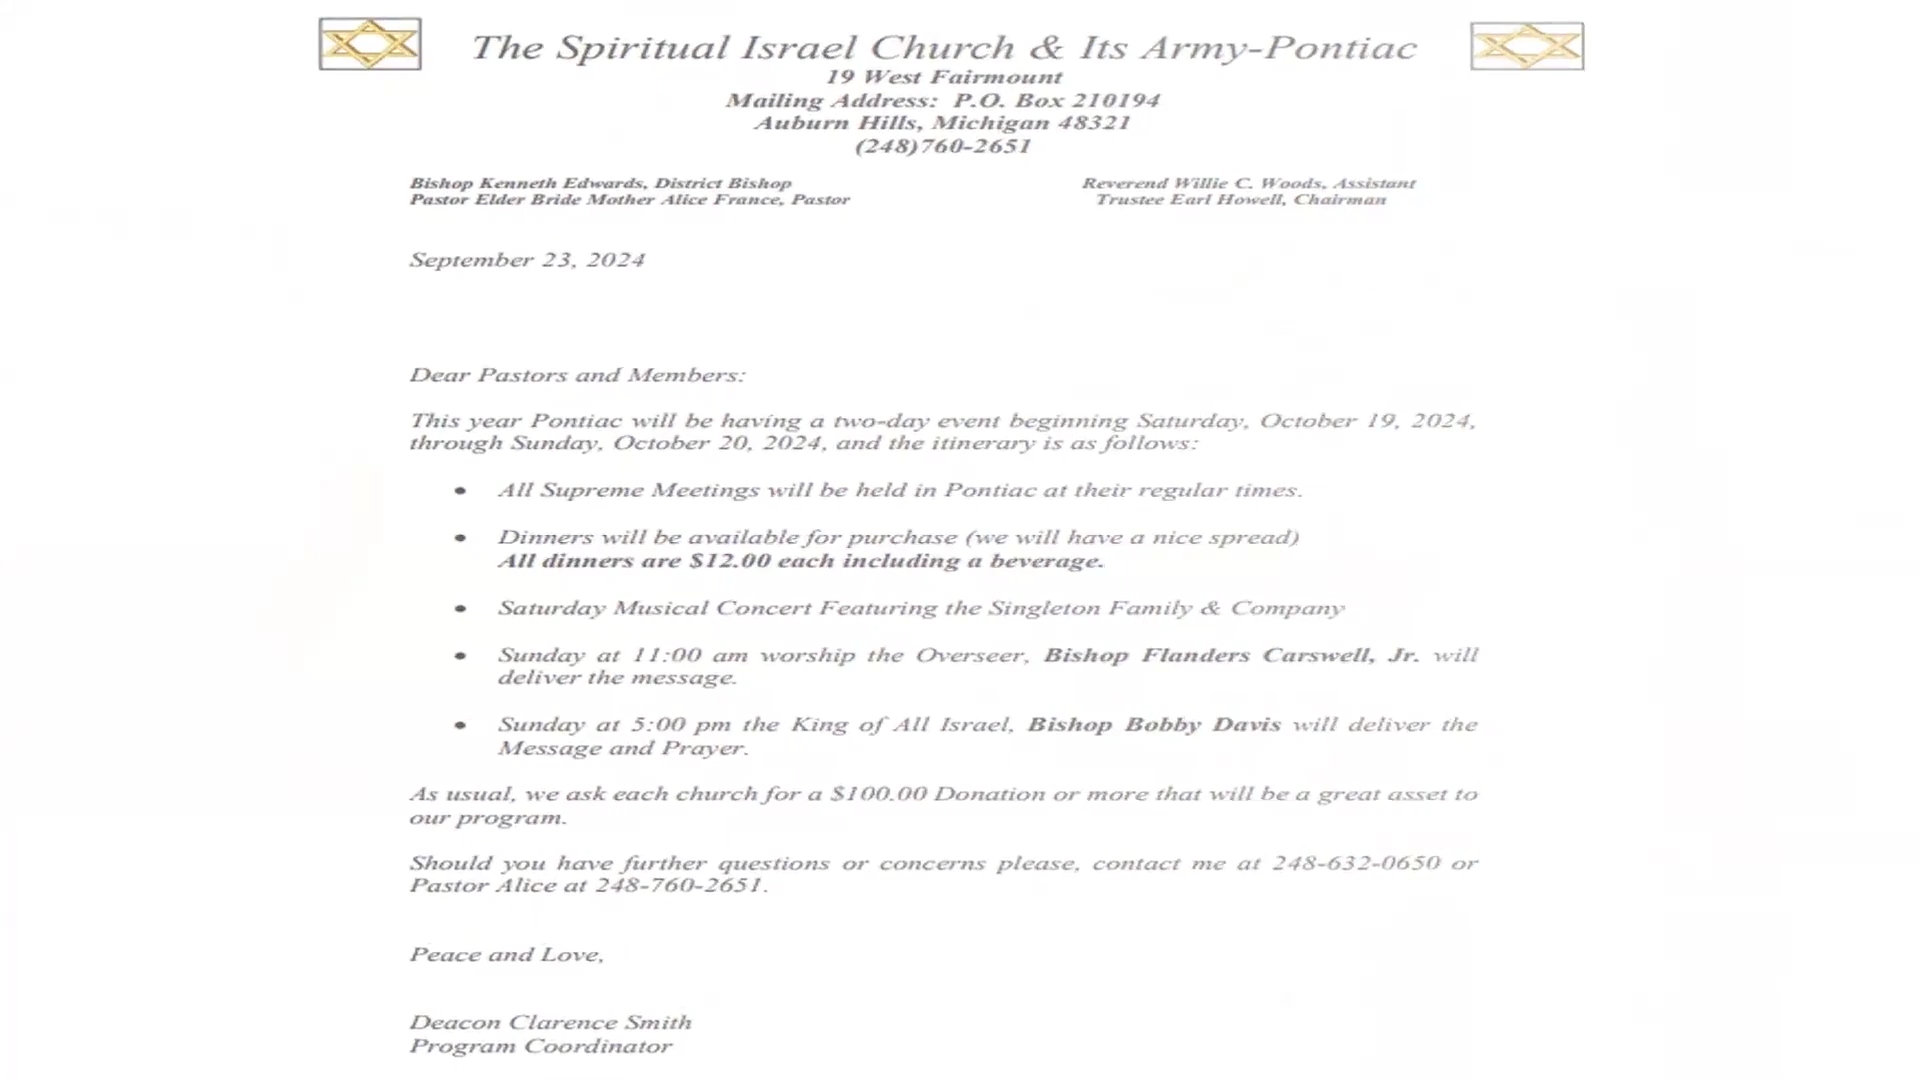 The Spiritual Israel Church & Its Army-Pontiac
19 West Fairmount
Mailing Address: P.O. Box 210194
Auburn Hills, Michigan 48321
(248)760-2651
Bishop Kenneth Edwards, District Bishop
Pastor Elder Bride Mother Alice France, Pastor
Reverend Willie C. Woods, Assistant
Trustee Earl Howell, Chairman
September 23, 2024
Dear Pastors and Members:
This year Pontiac will be having a two-day event beginning Saturday, October 19, 2024,
through Sunday, October 20, 2024, and the itinerary is as follows:
• All Supreme Meetings will be held in Pontiac at their regular times.
• Dinners will be available for purchase (we will have a nice spread)
All dinners are $12.00 each including a beverage.
• Saturday Musical Concert Featuring the Singleton Family & Company
• Sunday at 11:00 am worship the Overseer, Bishop Flanders Carswell, Jr. will
deliver the message.
• Sunday at 5:00 pm the King of All Israel, Bishop Bobby Davis will deliver the
Message and Prayer.
As usual, we ask each church for a $100.00 Donation or more that will be a great asset to
our program.
Should you have further questions or concerns please, contact me at 248-632-0650 or
Pastor Alice at 248-760-2651.
Peace and Love,
Deacon Clarence Smith
Program Coordinator